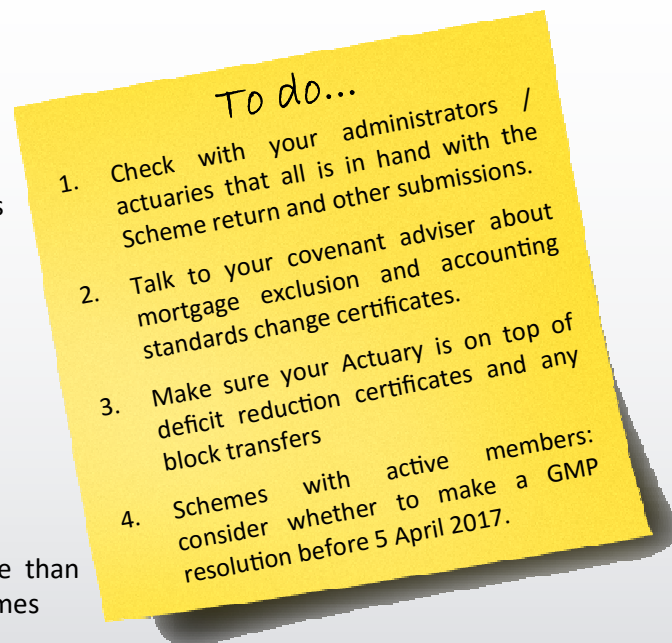 To do...
1. Check with your administrators /
actuaries that all is in hand with the
Scheme return and other submissions.
2. Talk to your covenant adviser about
mortgage exclusion and accounting
standards change certificates.
3. Make sure your Actuary is on top of
deficit reduction certificates and any
block transfers
4. Schemes with active members:
consider whether to make a GMP
resolution before 5 April 2017.
than